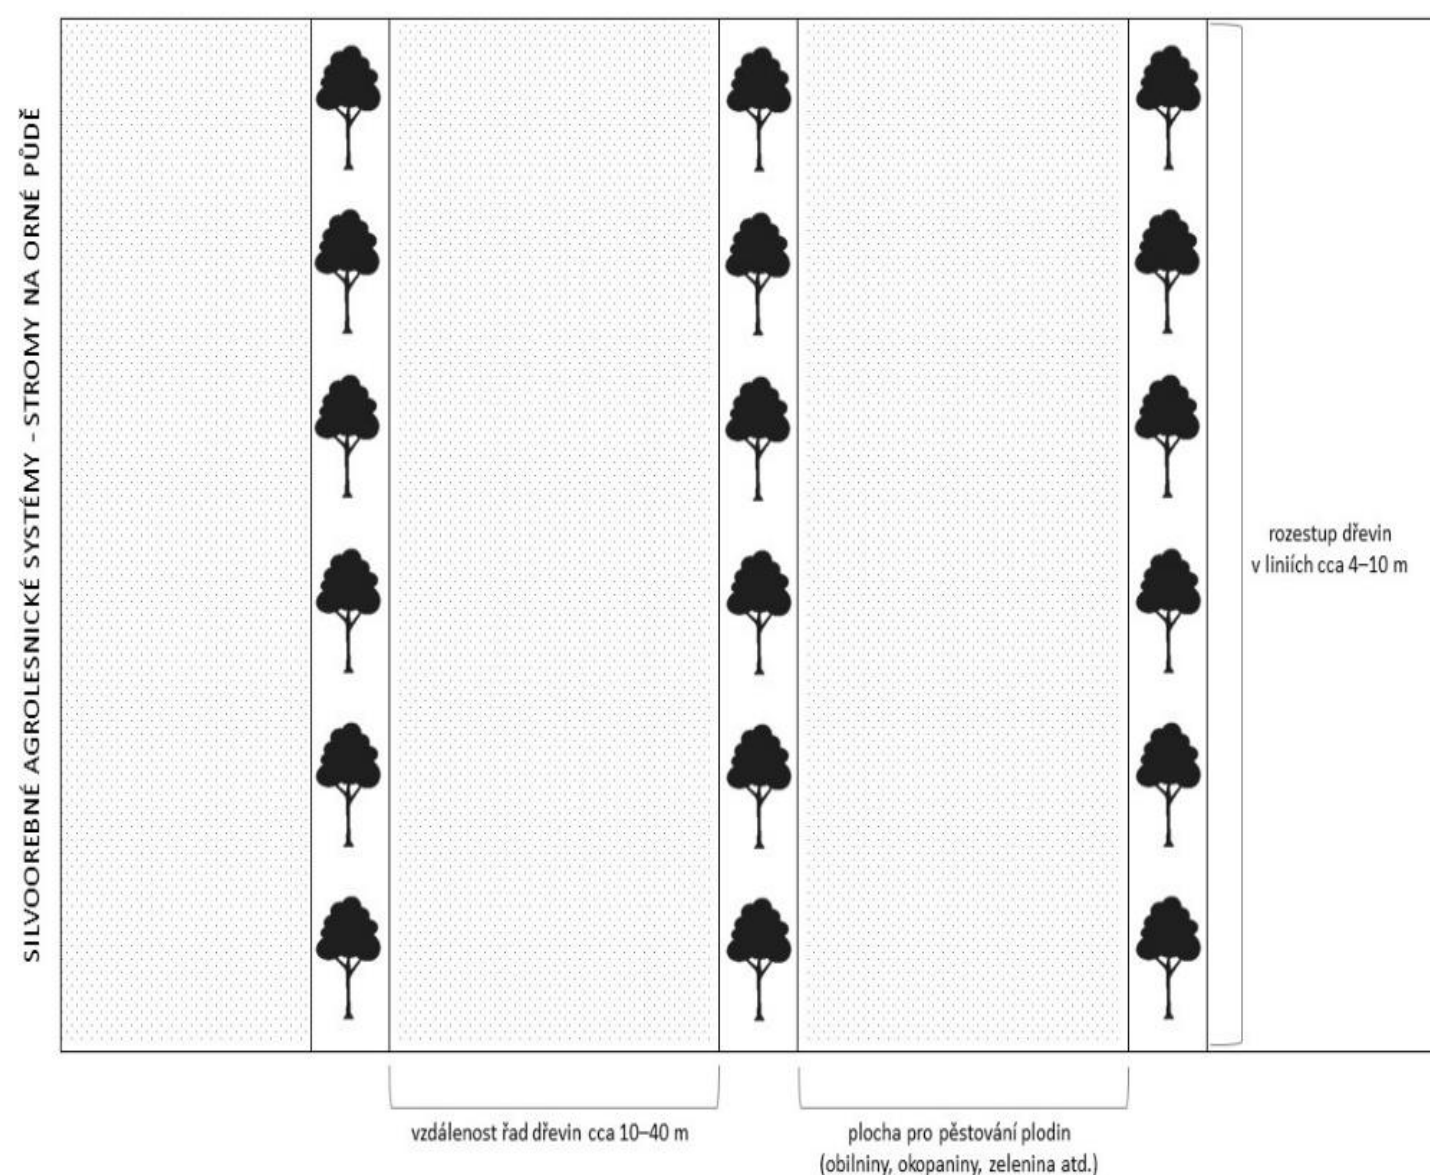 SILVOOREBNÉ AGROLESNICKÉ SYSTÉMY - STROMY NA ORNÉ PŮDĚ
rozestup dřevin
v liniích cca 4–10 m
vzdálenost řad dřevin cca 10–40 m
plocha pro pěstování plodin
(obilniny, okopaniny, zelenina atd.)